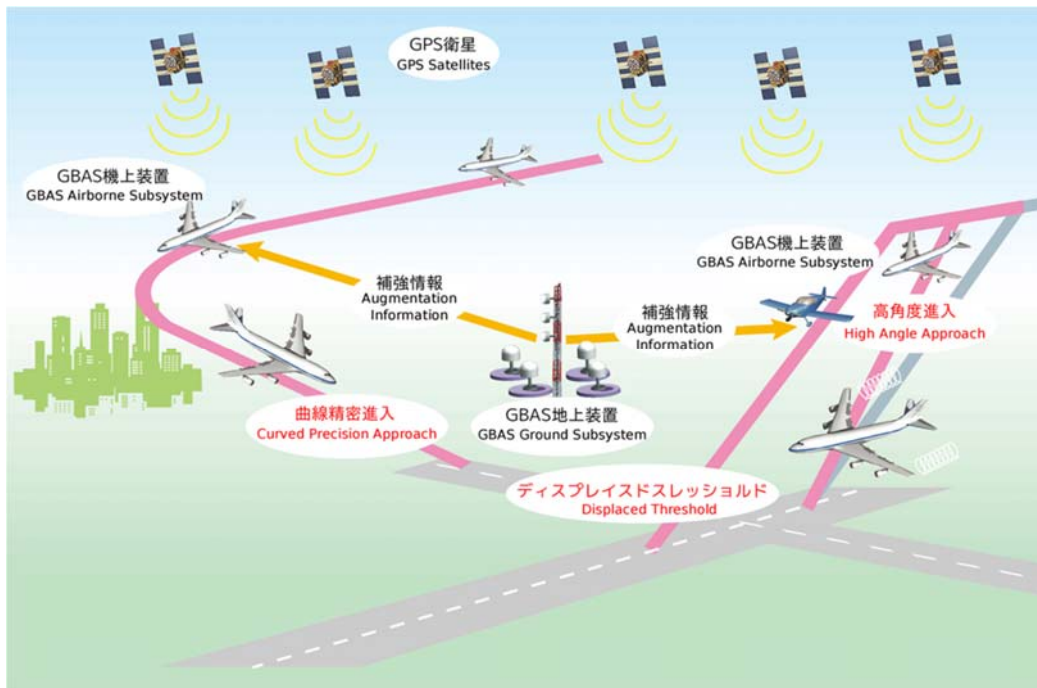 GPS衛星
GPS Satellites
GBAS機上装置
GBAS Airborne Subsystem
GBAS機上装置
GBAS Airborne Subsystem
補強情報
Augmentation
Information
補強情報
Augmentation
Information
高角度進入
High Angle Approach
曲線精密進入
Curved Precision Approach
GBAS地上装置
GBAS Ground Subsystem
ディスプレイスドスレッショルド
Displaced Threshold